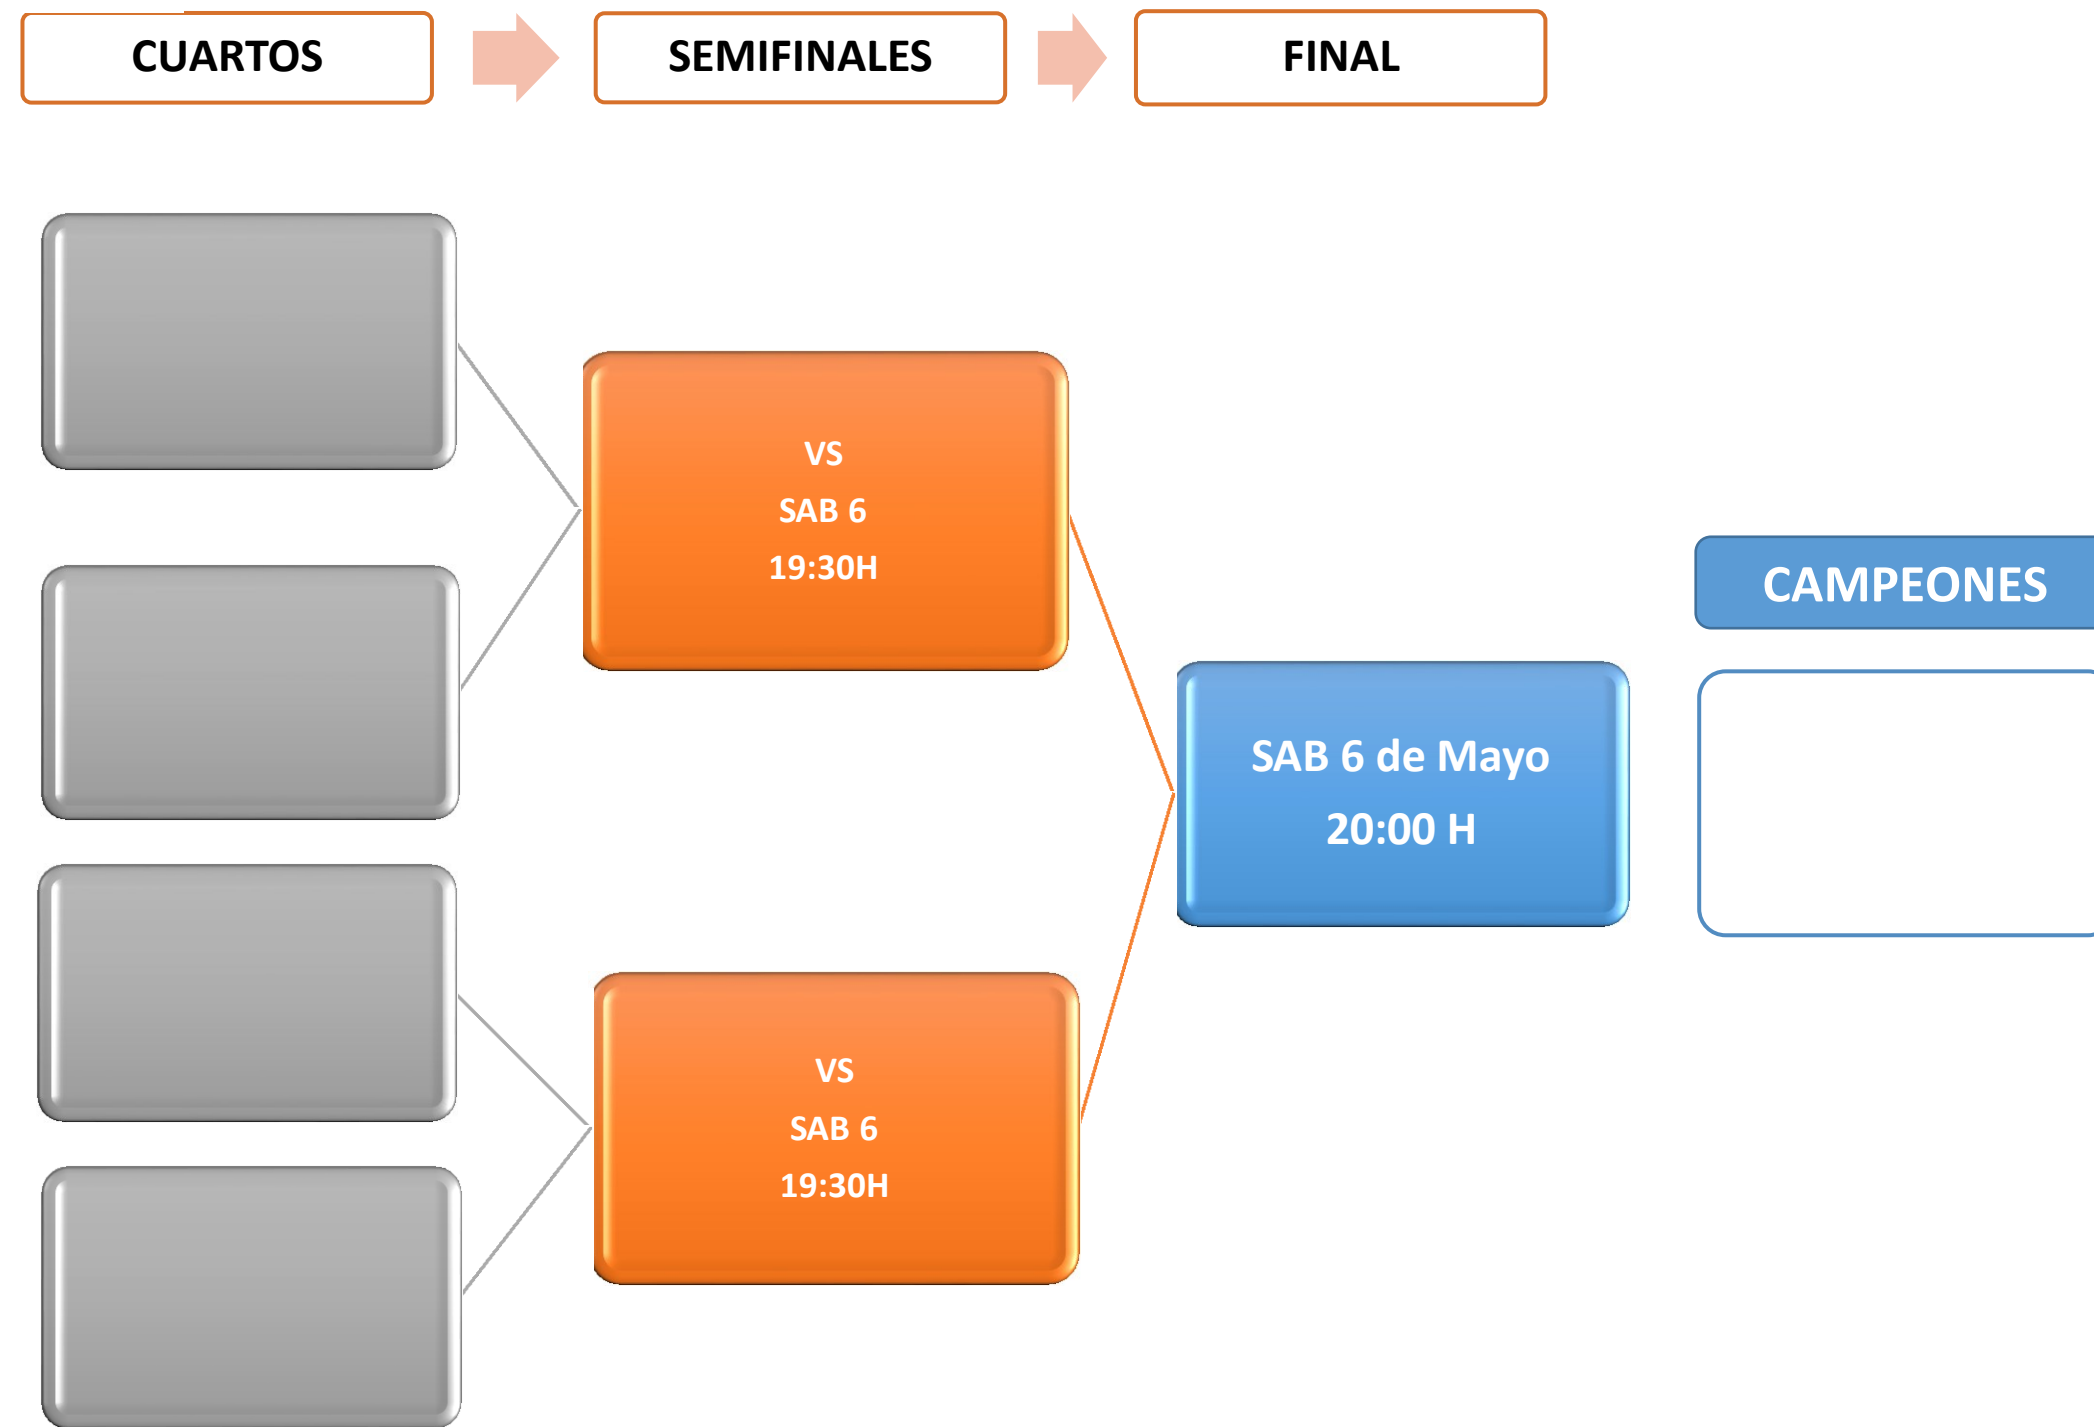 CUARTOS
SEMIFINALES
FINAL
VS
SAB 6
19:30H
CAMPEONES
SAB 6 de Mayo
20:00 H
VS
SAB 6
19:30H